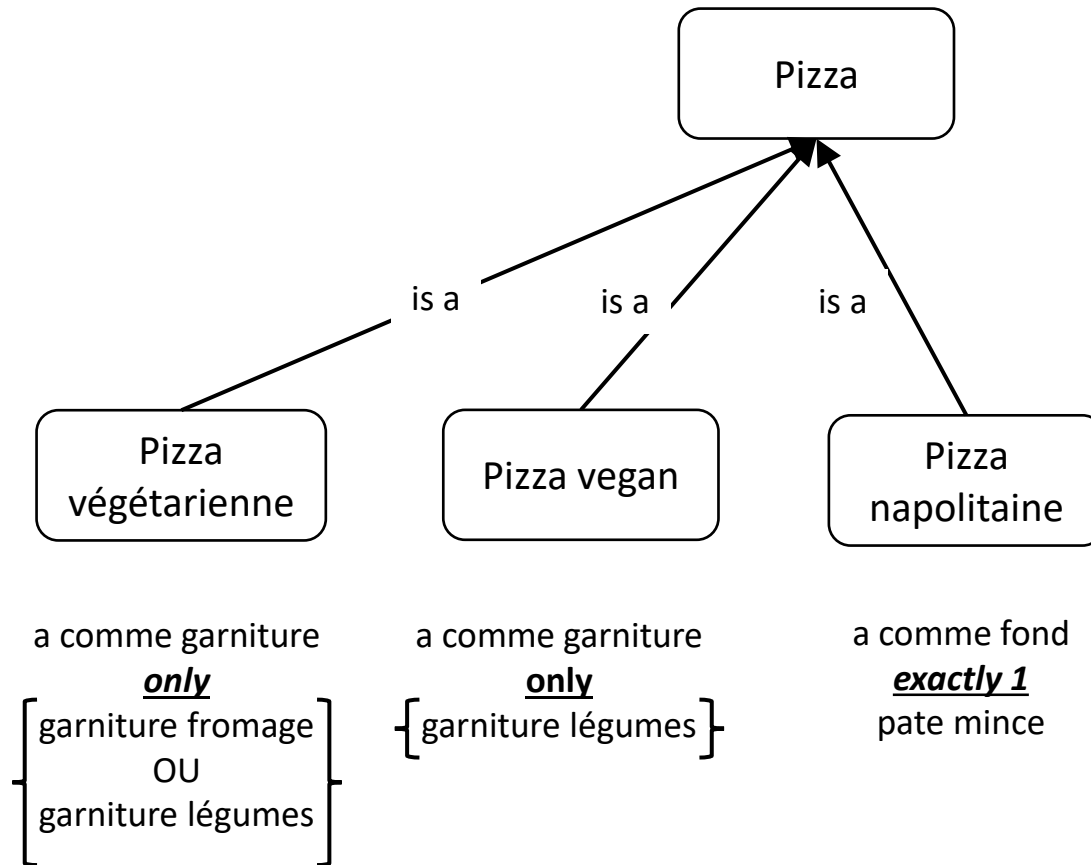 Pizza
is a
is a
is a
Pizza
végétarienne
Pizza vegan
Pizza
napolitaine
a comme garniture
only
garniture fromage
OU
garniture légumes
a comme garniture
only
garniture légumes
a comme fond
exactly 1
pate mince